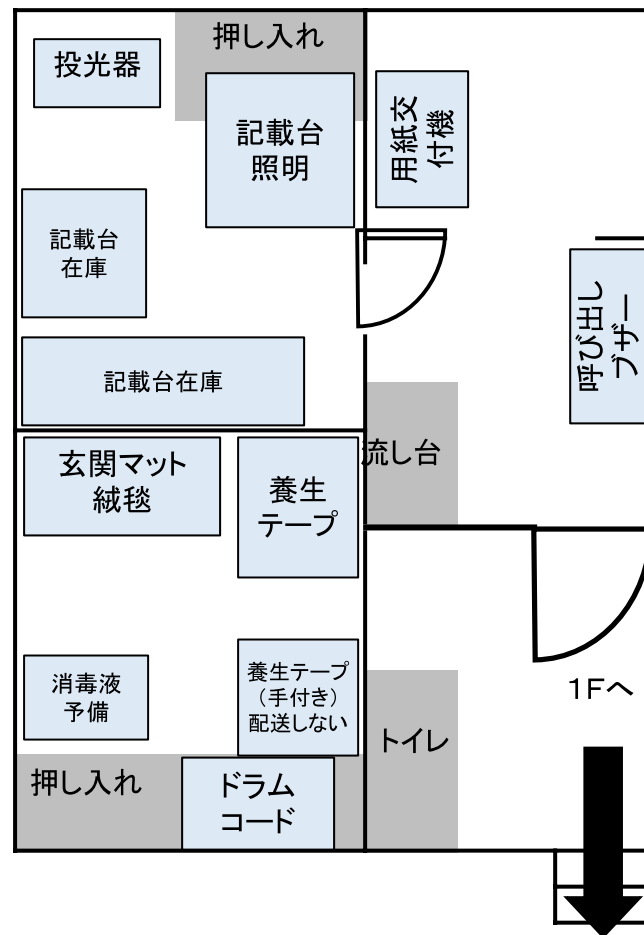 押し入れ
投光器
記載台
照明
用紙交
付機
記載台
在庫
呼び出し
ブザー
記載台在庫
流し台
玄関マット
絨毯
養生
テープ
消毒液
予備
養生テープ
（手付き）
配送しない
1Fへ
トイレ
押し入れ
ドラム
コード